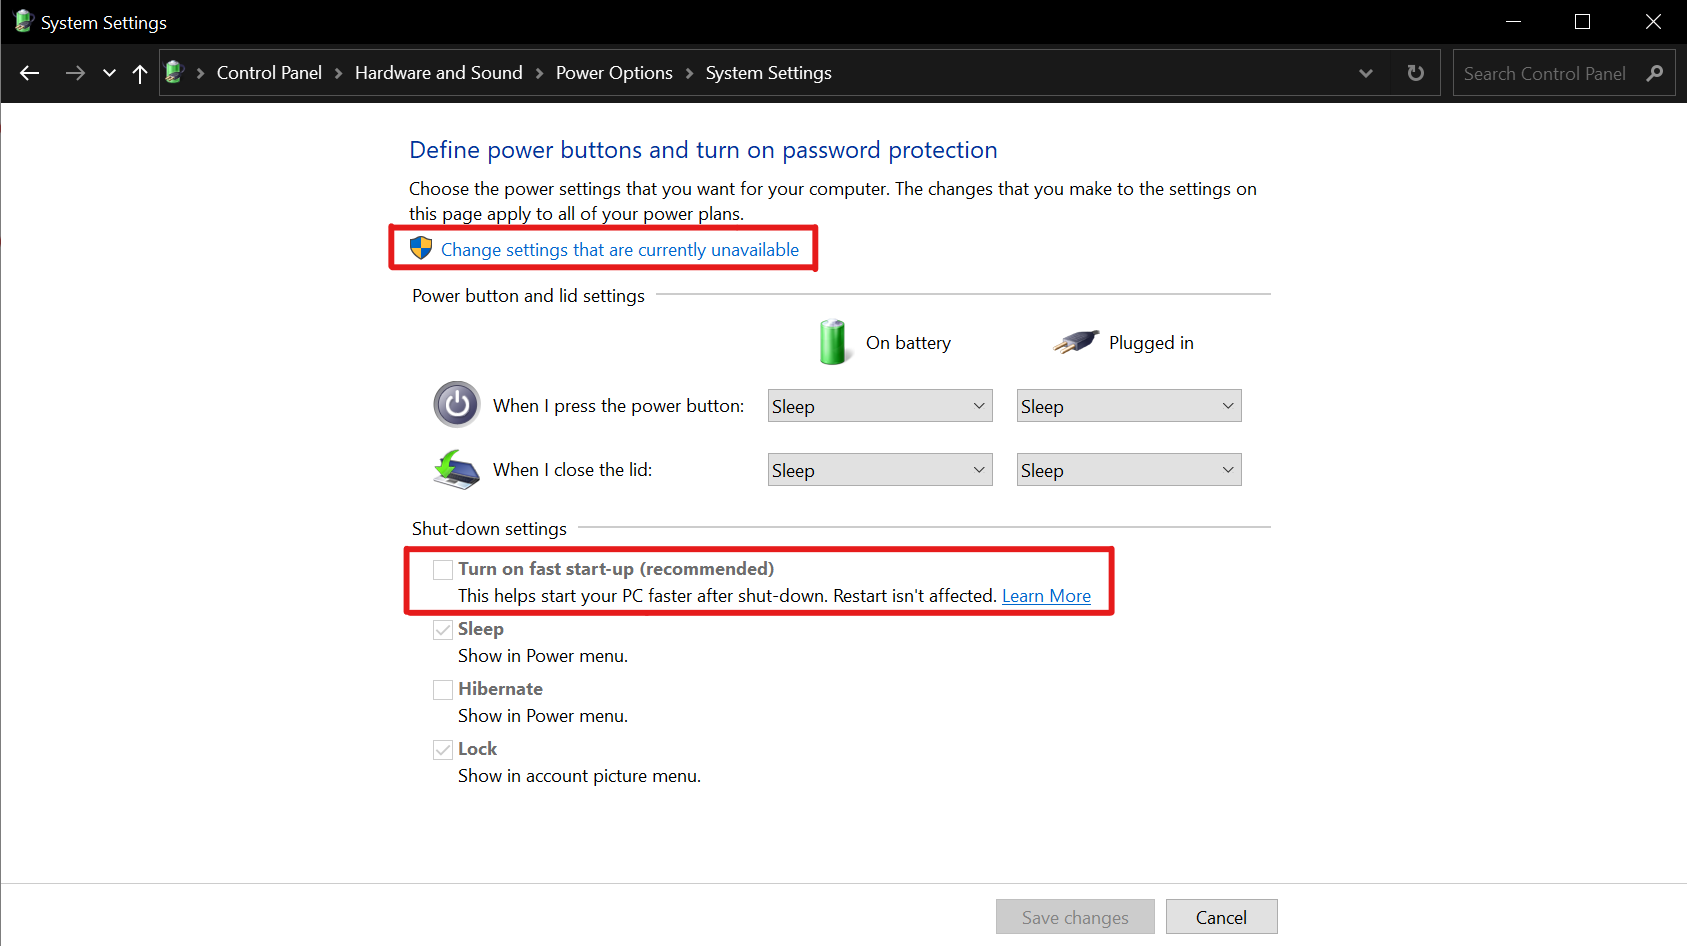 System Settings
Control Panel > Hardware and Sound > Power Options > System Settings
Search Control Panel
Define power buttons and turn on password protection
Choose the power settings that you want for your computer. The changes that you make to the settings on
this page apply to all of your power plans.
Change settings that are currently unavailable
Power button and lid settings
On battery Plugged in
When I press the power button: Sleep Sleep
When I close the lid: Sleep Sleep
Shut-down settings
Turn on fast start-up (recommended)
This helps start your PC faster after shut-down. Restart isn't affected. Learn More
Sleep
Show in Power menu.
Hibernate
Show in Power menu.
Lock
Show in account picture menu.
Save changes Cancel